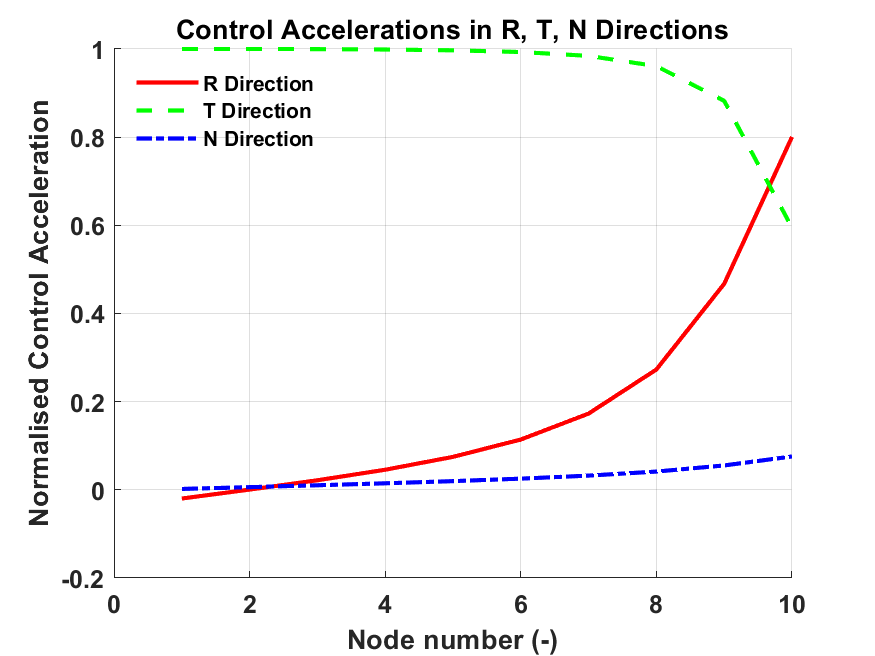 Control Accelerations in R, T, N Directions
R Direction
T Direction
N Direction
Normalised Control Acceleration
1
0.8
0.6
0.4
0.2
0
-0.2
0
2
4
6
8
10
Node number (-)